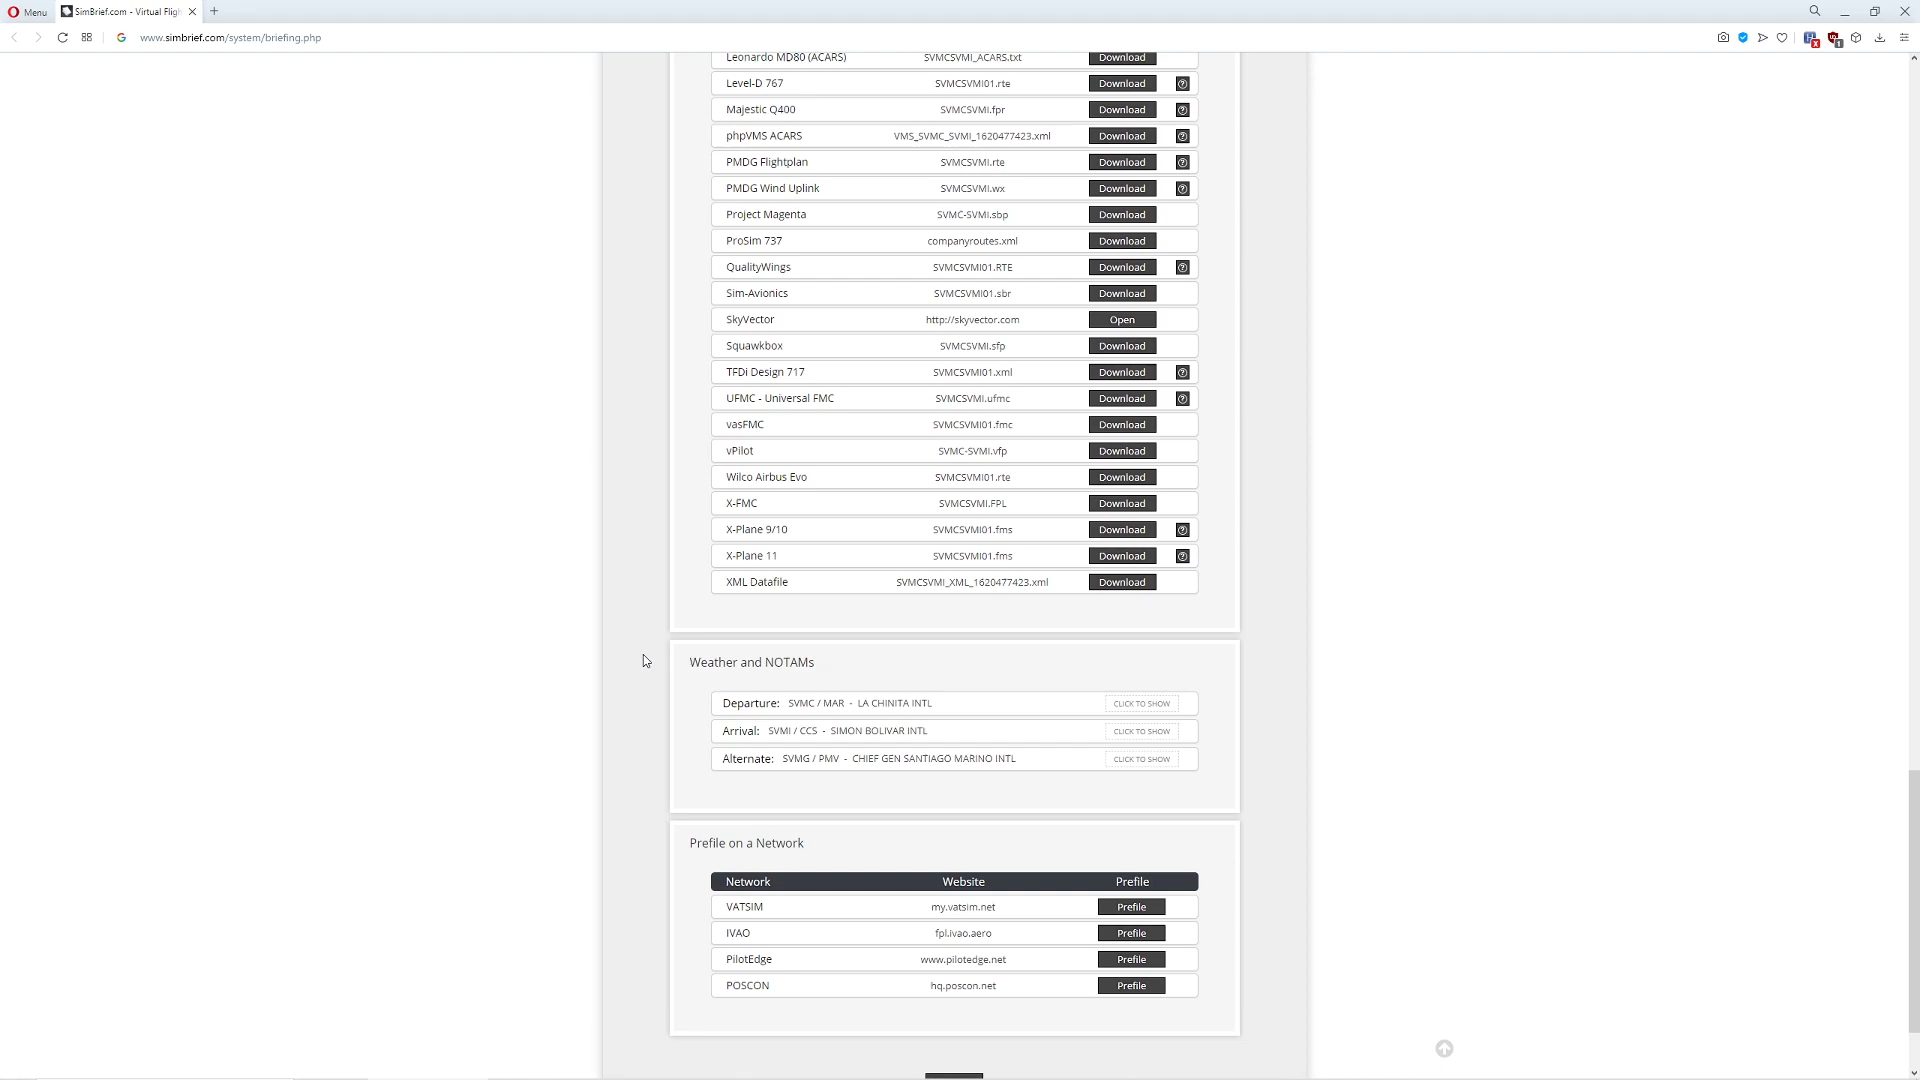 Menu SimBrief.com - Virtual Fligh
www.simbrief.com/system/briefing.php
Leonardo MD80 (ACARS) SVMCSVMI_ACARS.txt Download
Level-D 767 SVMCSVMI01.rte Download
Majestic Q400 SVMCSVMI.fpr Download
phpVMS ACARS VMS_SVMC_SVMI_1620477423.xml Download
PMDG Flightplan SVMCSVMI.rte Download
PMDG Wind Uplink SVMCSVMI.wx Download
Project Magenta SVMC-SVMI.sbp Download
ProSim 737 companyroutes.xml Download
QualityWings SVMCSVMI01.RTE Download
Sim-Avionics SVMCSVMI01.sbr Download
SkyVector http://skyvector.com Open
Squawkbox SVMCSVMI.sfp Download
TFDi Design 717 SVMCSVMI01.xml Download
UFMC - Universal FMC SVMCSVMI.ufmc Download
vasFMC SVMCSVMI01.fmc Download
vPilot SVMC-SVMI.vfp Download
Wilco Airbus Evo SVMCSVMI01.rte Download
X-FMC SVMCSVMI.FPL Download
X-Plane 9/10 SVMCSVMI01.fms Download
X-Plane 11 SVMCSVMI01.fms Download
XML Datafile SVMCSVMI_XML_1620477423.xml Download
Weather and NOTAMs
Departure: SVMC / MAR - LA CHINITA INTL CLICK TO SHOW
Arrival: SVMI / CCS - SIMON BOLIVAR INTL CLICK TO SHOW
Alternate: SVMG / PMV - CHIEF GEN SANTIAGO MARINO INTL CLICK TO SHOW
Prefile on a Network
Network Website Prefile
VATSIM my.vatsim.net Prefile
IVAO fpl.ivao.aero Prefile
PilotEdge www.pilotedge.net Prefile
POSCON hq.poscon.net Prefile